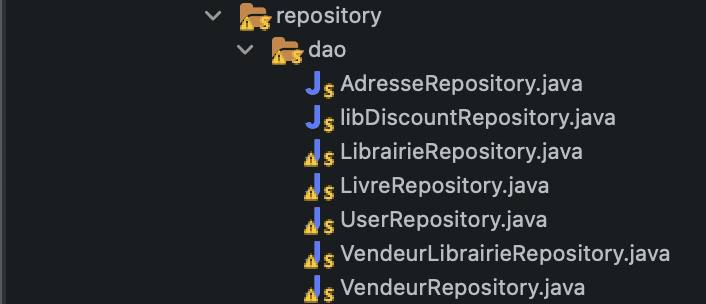 repository
dao
AdresseRepository.java
libDiscountRepository.java
LibrairieRepository.java
LivreRepository.java
UserRepository.java
VendeurLibrairieRepository.java
VendeurRepository.java